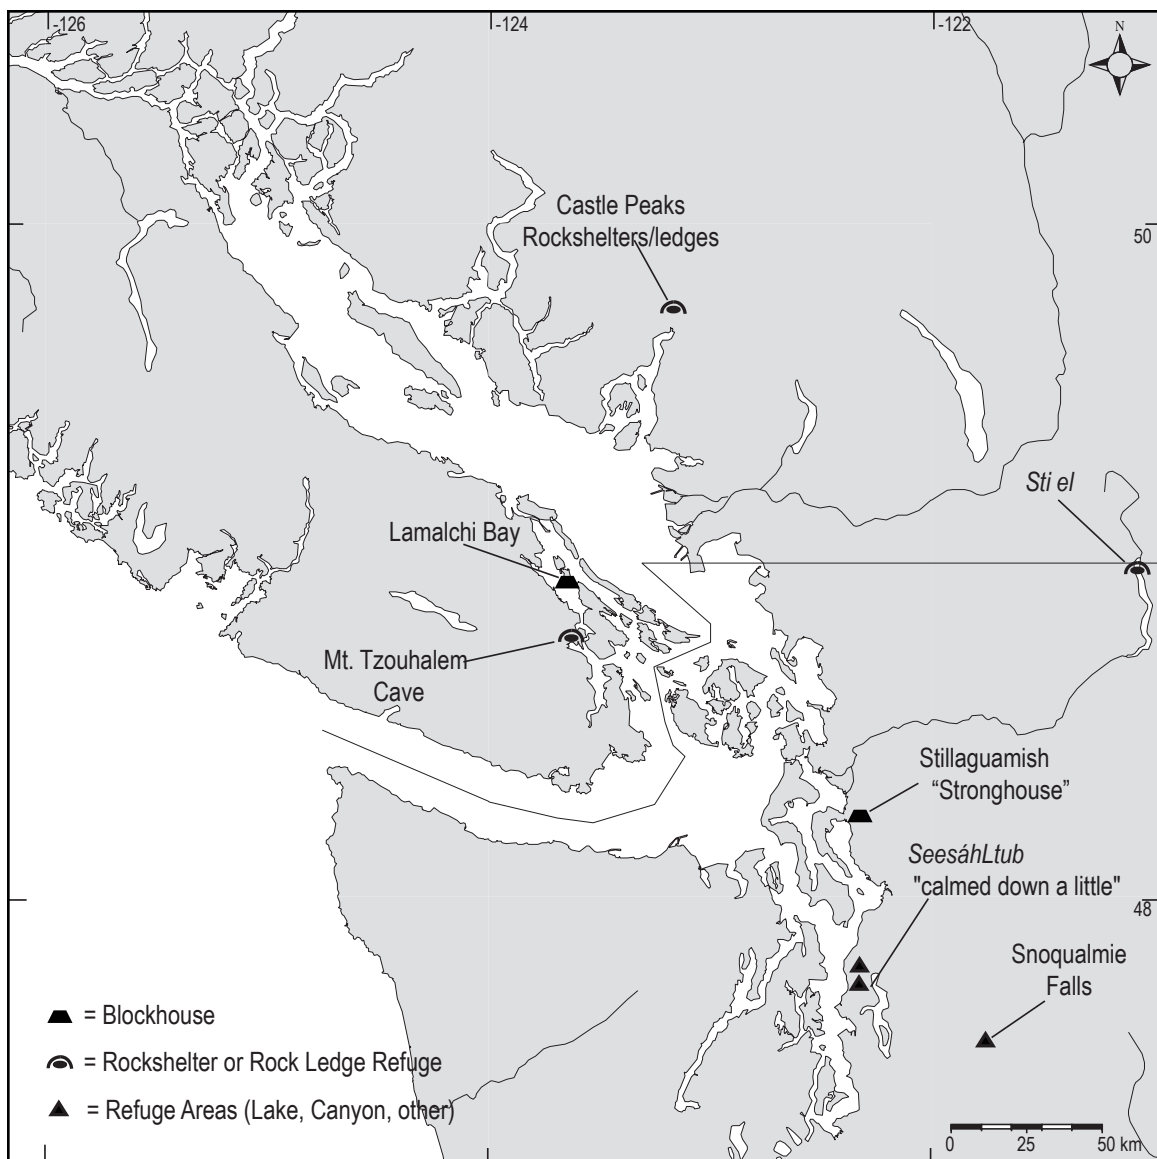 -126
-124
-122
N
Castle Peaks
Rockshelters/ledges
50
Sti el
Lamalchi Bay
Mt. Tzouhalem
Cave
Stillaguamish
“Stronghouse”
SeesáhLtub
"calmed down a little"
48
Snoqualmie
Falls
= Blockhouse
= Rockshelter or Rock Ledge Refuge
= Refuge Areas (Lake, Canyon, other)
0 25 50 km